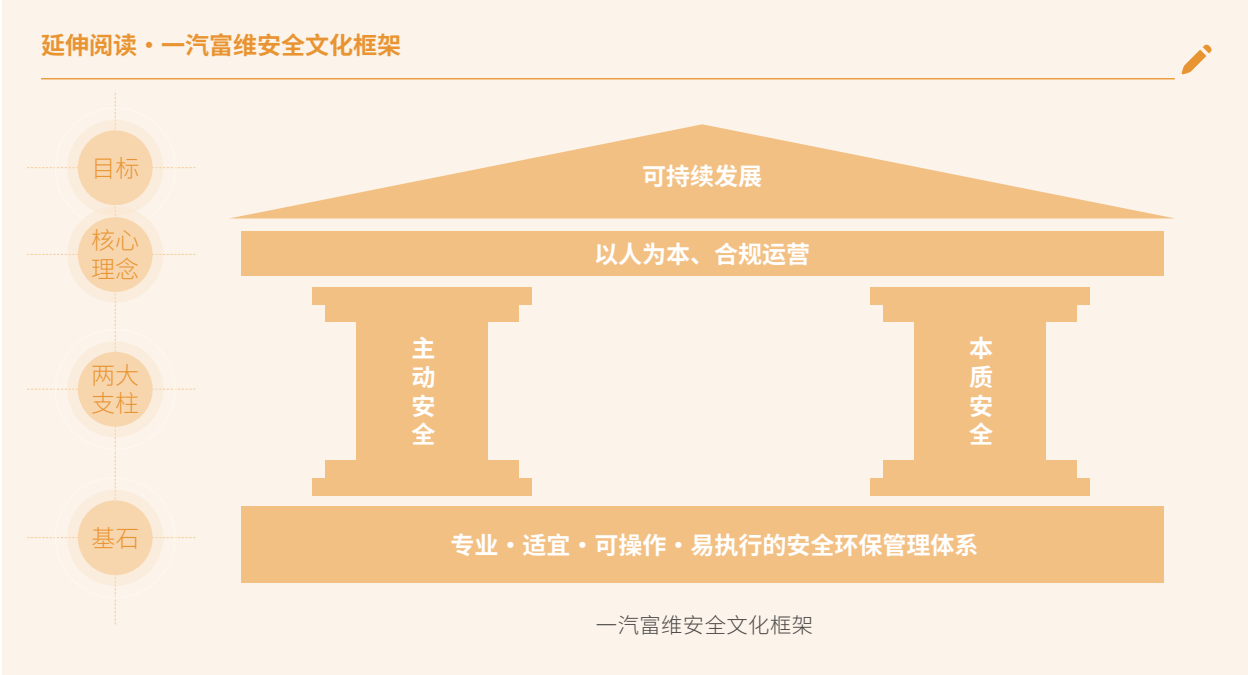 延伸阅读·一汽富维安全文化框架
目标
可持续发展
核心
理念
以人为本、合规运营
两大
支柱
主
动
安
全
本
质
安
全
基石
专业·适宜·可操作·易执行的安全环保管理体系
一汽富维安全文化框架